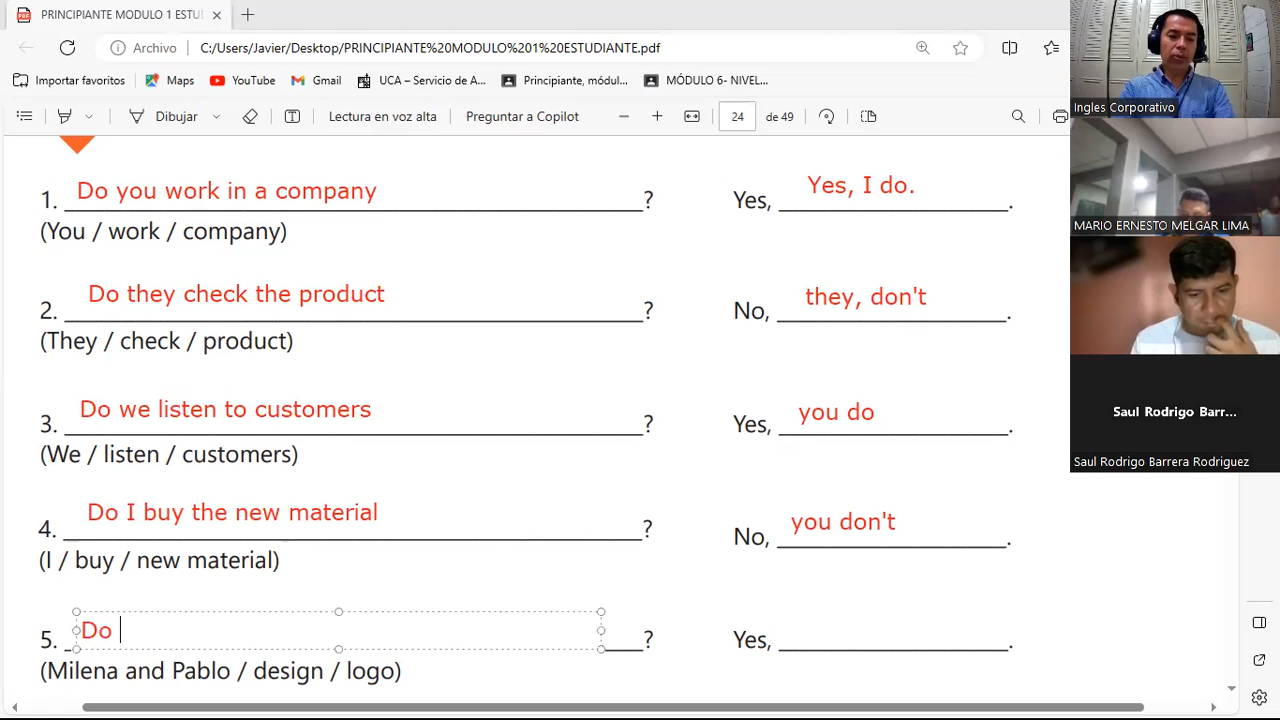 PRINCIPIANTE MODULO 1 ESTU
Archivo C:/Users/Javier/Desktop/PRINCIPIANTE%20MODULO%201%20ESTUDIANTE.pdf
Importar favoritos Maps YouTube Gmail UCA – Servicio de A... Principiante, módul... MÓDULO 6- NIVEL...
Dibujar Lectura en voz alta Preguntar a Copilot 24 de 49
1. Do you work in a company ? Yes, Yes, I do.
(You / work / company)
2. Do they check the product ? No, they, don't
(They / check / product)
3. Do we listen to customers ? Yes, you do
(We / listen / customers)
4. Do I buy the new material ? No, you don't
(I / buy / new material)
5. Do ? Yes,
(Milena and Pablo / design / logo)
Ingles Corporativo
MARIO ERNESTO MELGAR LIMA
Saul Rodrigo Barr...
Saul Rodrigo Barrera Rodriguez